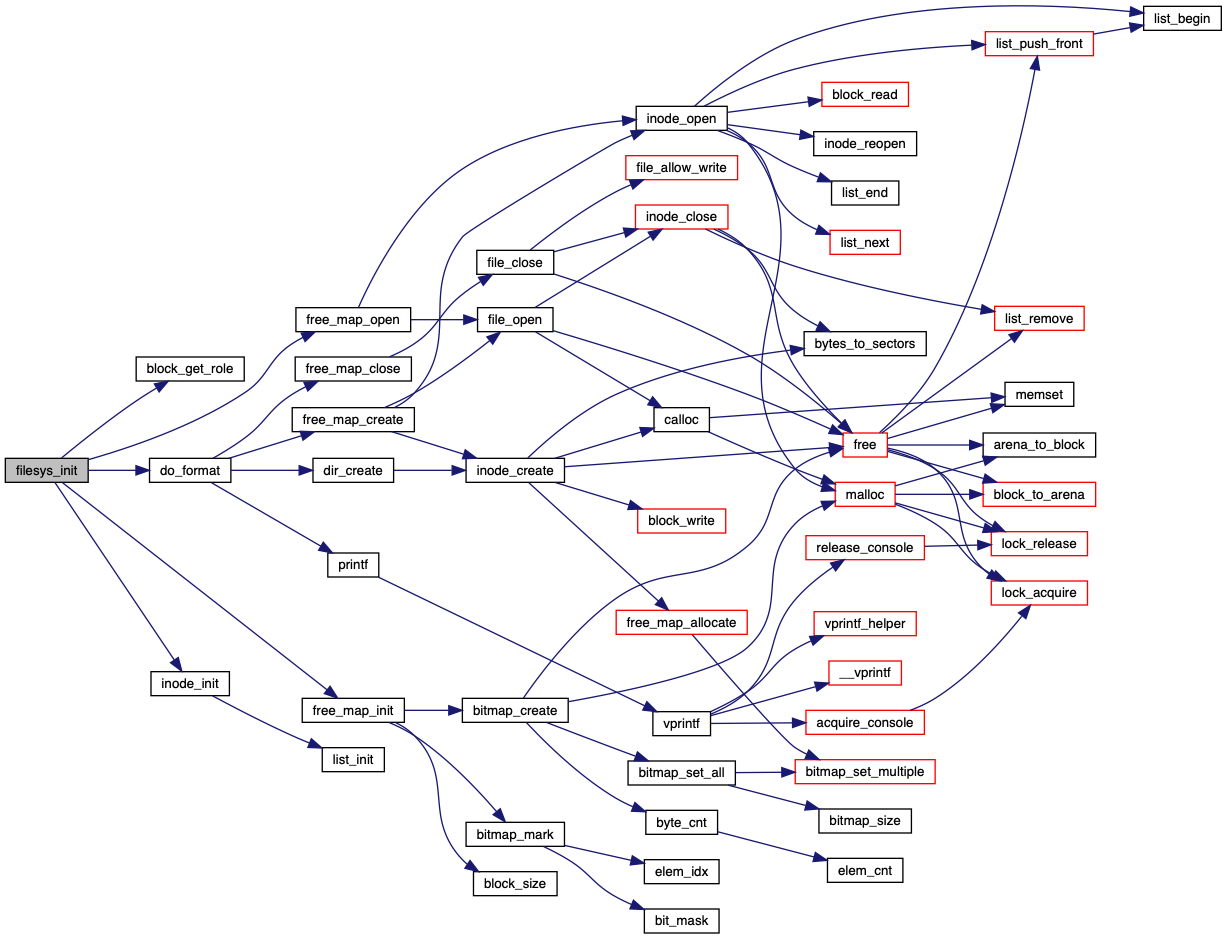 list_begin
list_push_front
block_read
inode_open
inode_reopen
file_allow_write
list_end
inode_close
list_next
file_close
free_map_open
file_open
list_remove
bytes_to_sectors
block_get_role
free_map_close
memset
free_map_create
calloc
free
arena_to_block
filesys_init
do_format
dir_create
inode_create
malloc
block_to_arena
block_write
release_console
lock_release
printf
lock_acquire
free_map_allocate
vprintf_helper
__vprintf
inode_init
free_map_init
bitmap_create
vprintf
acquire_console
list_init
bitmap_set_all
bitmap_set_multiple
byte_cnt
bitmap_size
bitmap_mark
elem_idx
elem_cnt
block_size
bit_mask